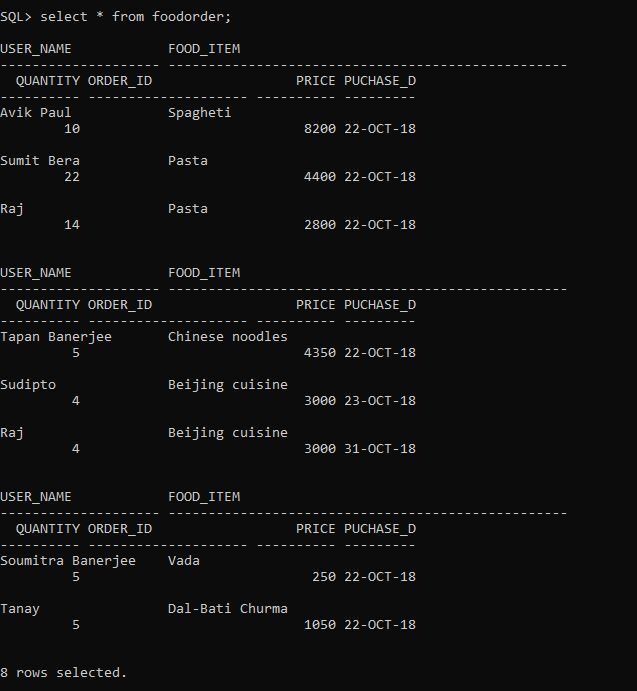 SQL> select * from foodorder;
USER_NAME           FOOD_ITEM
-------------------- --------------------------------------------------
  QUANTITY ORDER_ID                  PRICE PUCHASE_D
---------- -------------------- ---------- ---------
Avik Paul            Spagheti
        10                            8200 22-OCT-18
Sumit Bera           Pasta
        22                            4400 22-OCT-18
Raj                  Pasta
        14                            2800 22-OCT-18
USER_NAME            FOOD_ITEM
-------------------- --------------------------------------------------
  QUANTITY ORDER_ID                  PRICE PUCHASE_D
---------- -------------------- ---------- ---------
Tapan Banerjee       Chinese noodles
         5                            4350 22-OCT-18
Sudipto              Beijing cuisine
         4                            3000 23-OCT-18
Raj                  Beijing cuisine
         4                            3000 31-OCT-18
USER_NAME            FOOD_ITEM
-------------------- --------------------------------------------------
  QUANTITY ORDER_ID                  PRICE PUCHASE_D
---------- -------------------- ---------- ---------
Soumitra Banerjee    Vada
         5                             250 22-OCT-18
Tanay                Dal-Bati Churma
         5                            1050 22-OCT-18
8 rows selected.